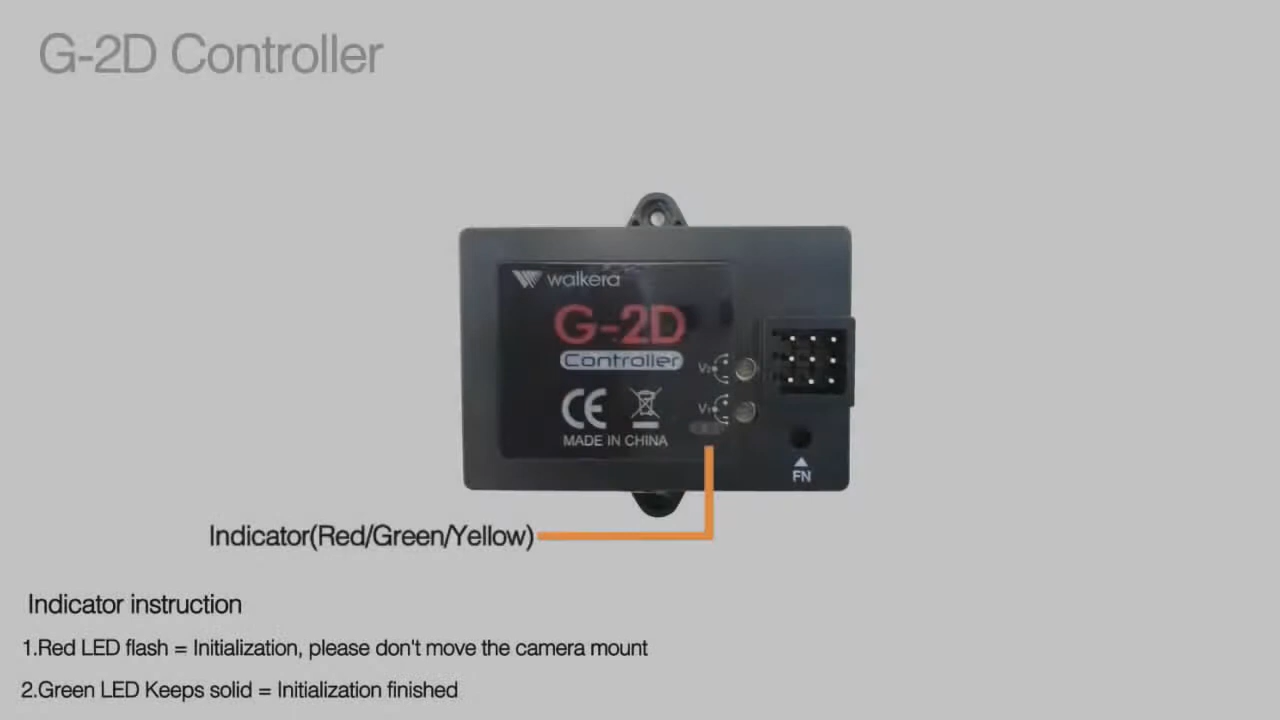 G-2D Controller
walkera
G-2D
Controller
V2
V1
MADE IN CHINA
FN
Indicator(Red/Green/Yellow)
Indicator instruction
1.Red LED flash = Initialization, please don't move the camera mount
2.Green LED Keeps solid = Initialization finished